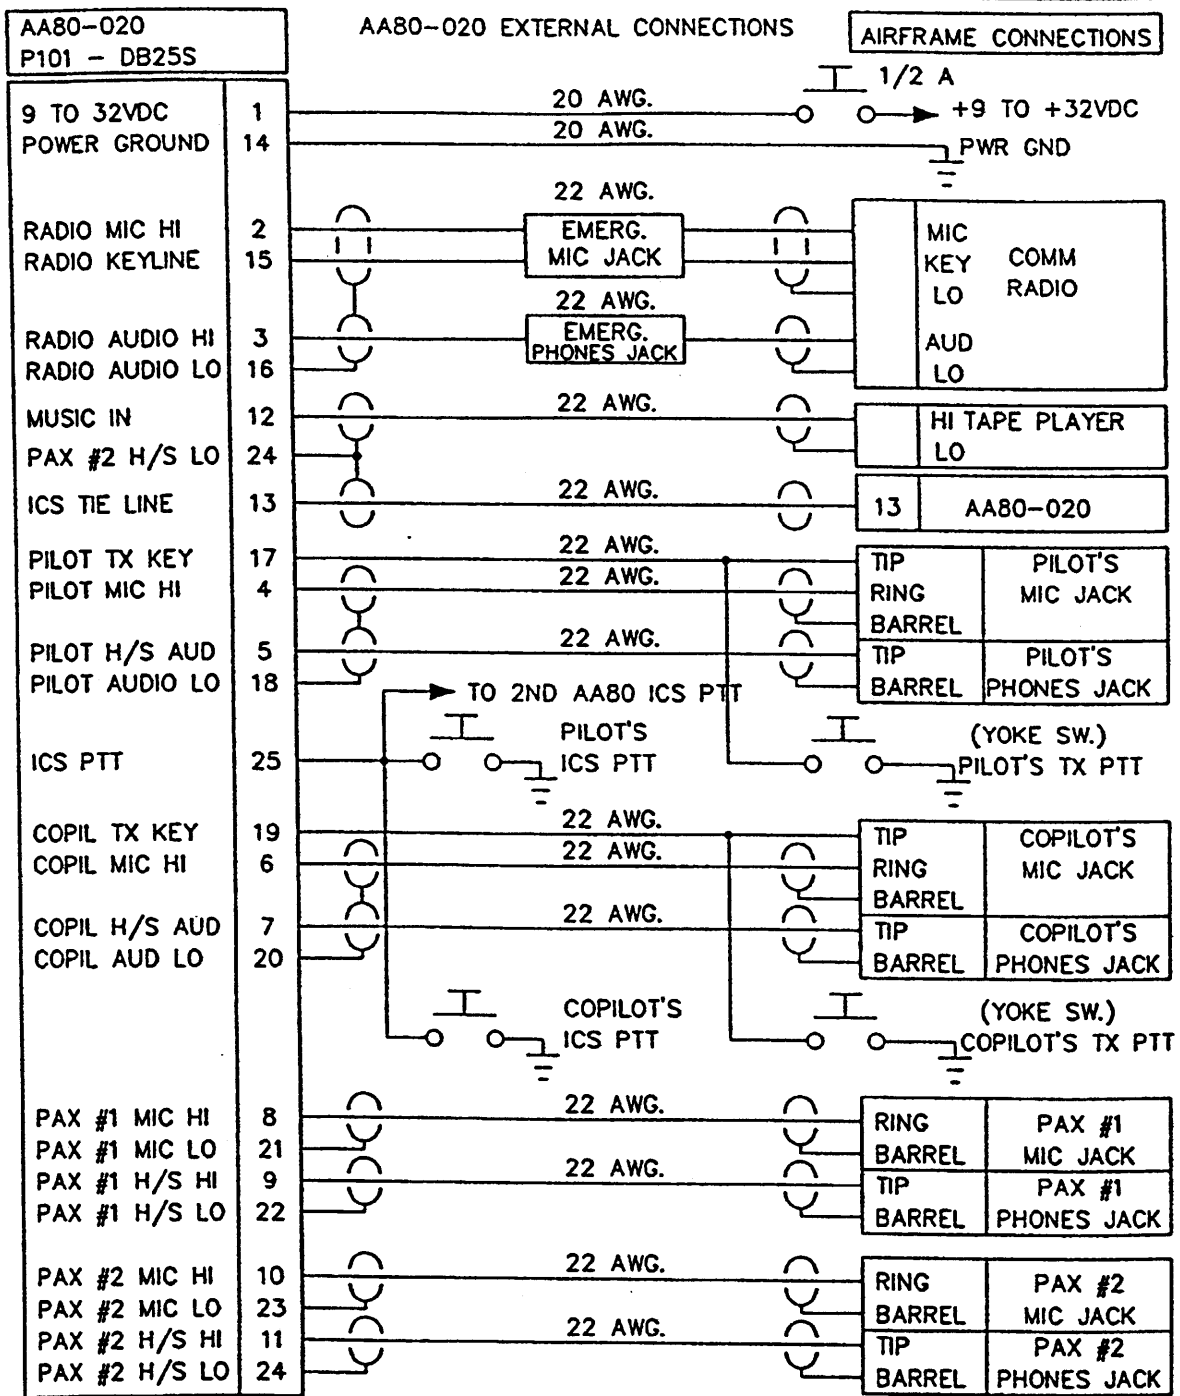 AA80-020
P101 - DB25S
AA80-020 EXTERNAL CONNECTIONS
AIRFRAME CONNECTIONS
1/2 A
9 TO 32VDC 1 20 AWG. +9 TO +32VDC
POWER GROUND 14 20 AWG. PWR GND
22 AWG.
RADIO MIC HI 2 EMERG. MIC
RADIO KEYLINE 15 MIC JACK KEY COMM
LO RADIO
22 AWG.
RADIO AUDIO HI 3 EMERG. AUD
RADIO AUDIO LO 16 PHONES JACK LO
MUSIC IN 12 22 AWG. HI TAPE PLAYER
PAX #2 H/S LO 24 LO
ICS TIE LINE 13 22 AWG. 13 AA80-020
PILOT TX KEY 17 22 AWG. TIP PILOT'S
PILOT MIC HI 4 22 AWG. RING MIC JACK
BARREL
PILOT H/S AUD 5 22 AWG. TIP PILOT'S
PILOT AUDIO LO 18 BARREL PHONES JACK
TO 2ND AA80 ICS PTT
PILOT'S (YOKE SW.)
ICS PTT 25 ICS PTT PILOT'S TX PTT
COPIL TX KEY 19 22 AWG. TIP COPILOT'S
COPIL MIC HI 6 22 AWG. RING MIC JACK
BARREL
COPIL H/S AUD 7 22 AWG. TIP COPILOT'S
COPIL AUD LO 20 BARREL PHONES JACK
COPILOT'S (YOKE SW.)
ICS PTT COPILOT'S TX PTT
PAX #1 MIC HI 8 22 AWG. RING PAX #1
PAX #1 MIC LO 21 BARREL MIC JACK
PAX #1 H/S HI 9 22 AWG. TIP PAX #1
PAX #1 H/S LO 22 BARREL PHONES JACK
PAX #2 MIC HI 10 22 AWG. RING PAX #2
PAX #2 MIC LO 23 BARREL MIC JACK
PAX #2 H/S HI 11 22 AWG. TIP PAX #2
PAX #2 H/S LO 24 BARREL PHONES JACK